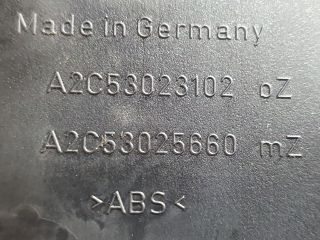 Made in Germany
A2C53023102 oZ
A2C53025660 mZ
>ABS<